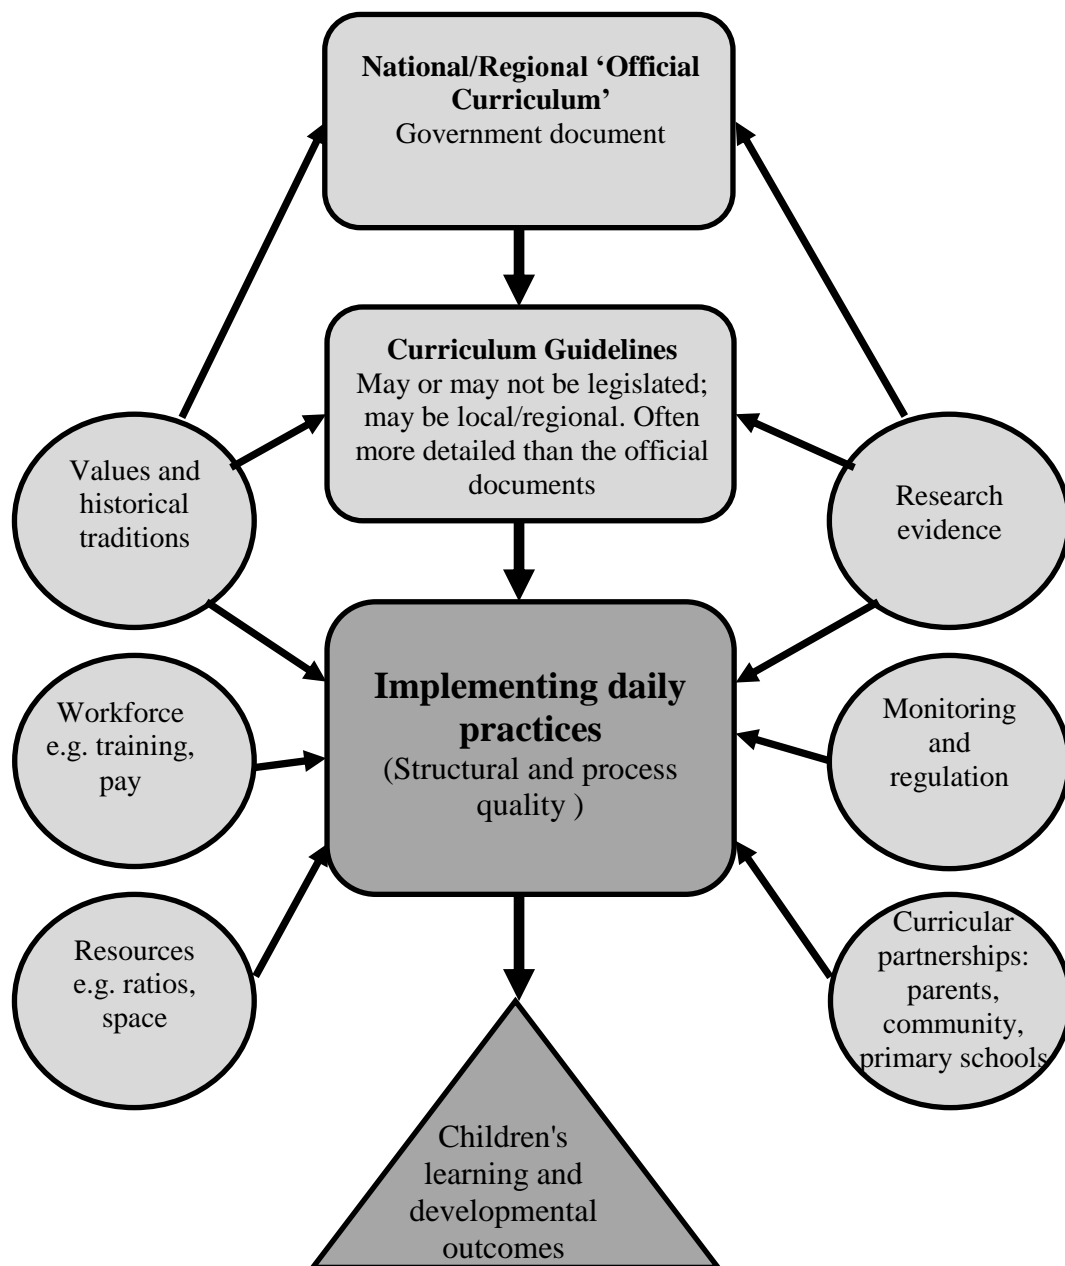 National/Regional ‘Official
Curriculum’
Government document
Curriculum Guidelines
May or may not be legislated;
may be local/regional. Often
more detailed than the official
documents
Values and
historical
traditions
Research
evidence
Implementing daily
practices
(Structural and process
quality )
Workforce
e.g. training,
pay
Monitoring
and
regulation
Resources
e.g. ratios,
space
Curricular
partnerships:
parents,
community,
primary schools
Children's
learning and
developmental
outcomes